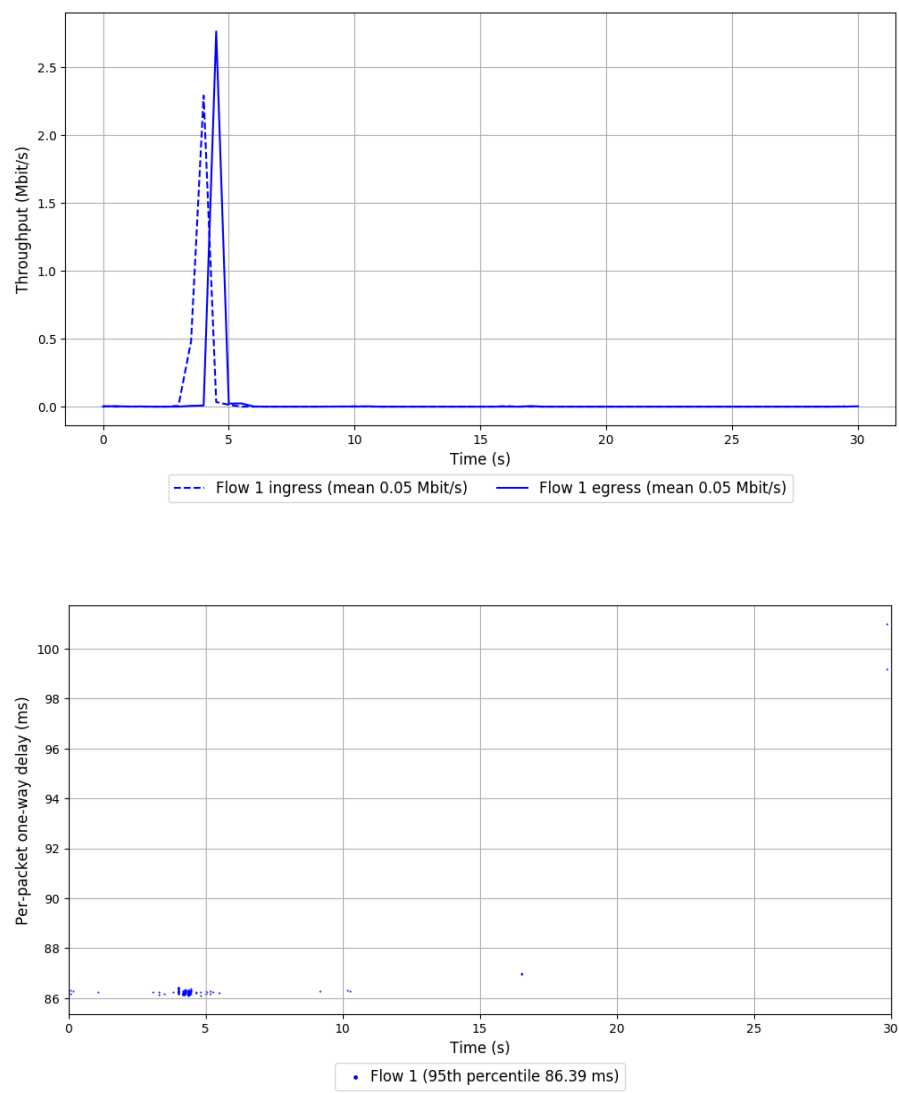 Throughput (Mbit/s)
2.5
2.0
1.5
1.0
0.5
0.0
0 5 10 15 20 25 30
Time (s)
Flow 1 ingress (mean 0.05 Mbit/s) Flow 1 egress (mean 0.05 Mbit/s)
Per-packet one-way delay (ms)
100
98
96
94
92
90
88
86
0 5 10 15 20 25 30
Time (s)
Flow 1 (95th percentile 86.39 ms)